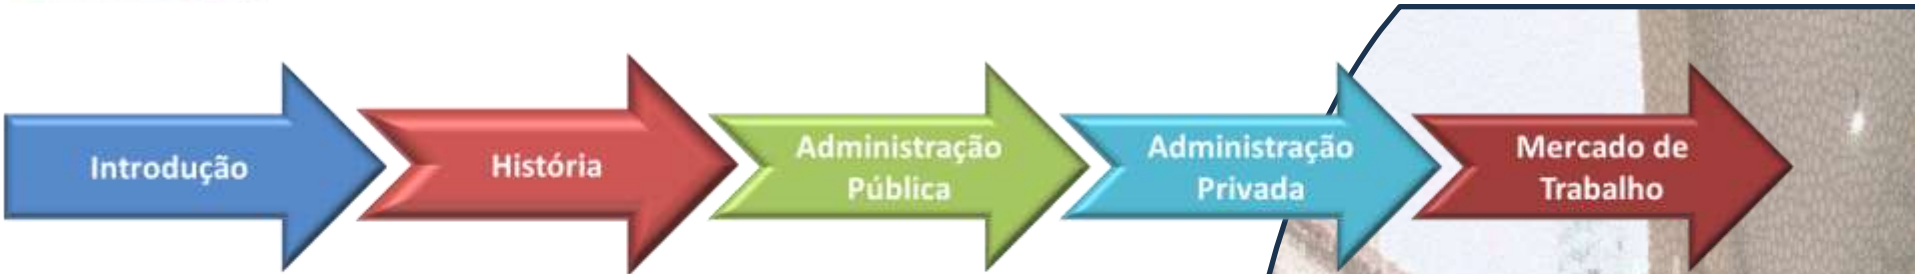 Introdução
História
Administração
Pública
Administração
Privada
Mercado de
Trabalho